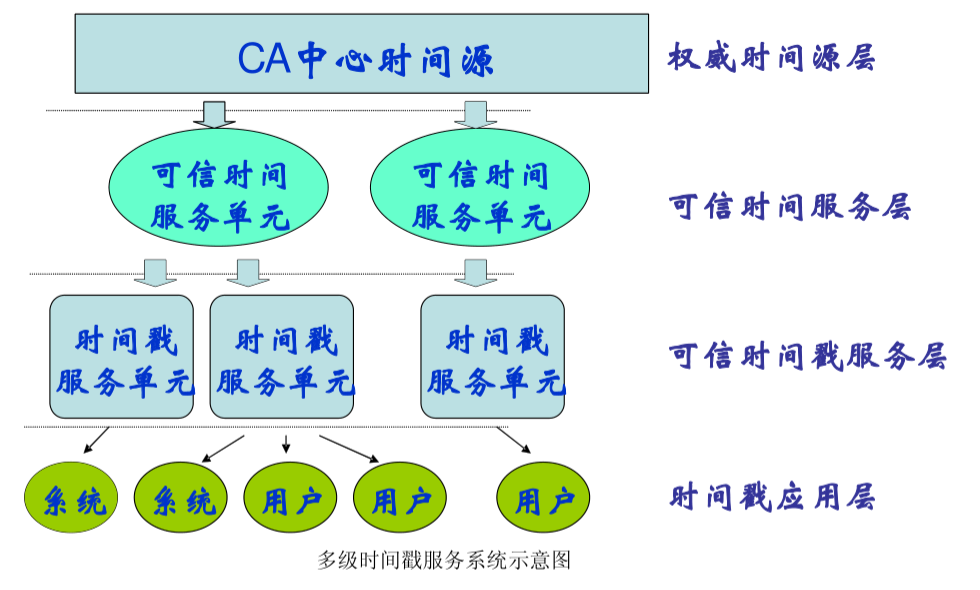 CA中心时间源
权威时间源层
可信时间
服务单元
可信时间
服务单元
可信时间服务层
时间戳
服务单元
时间戳
服务单元
时间戳
服务单元
可信时间戳服务层
系统
系统
用户
用户
用户
时间戳应用层
多级时间戳服务系统示意图